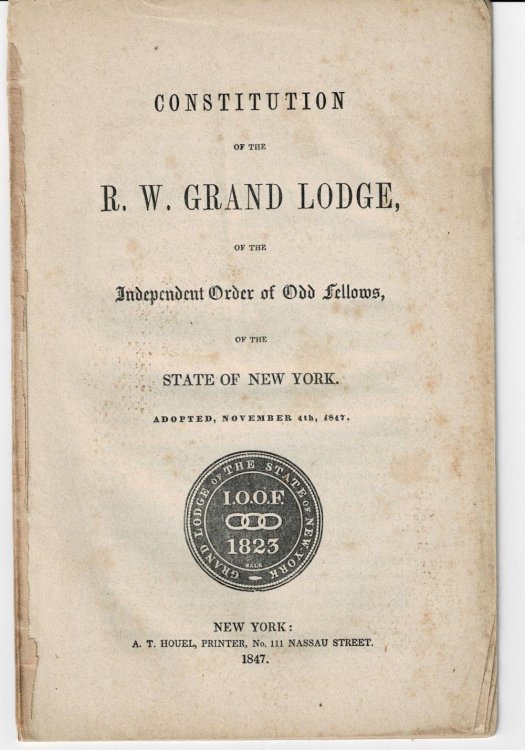 CONSTITUTION
OF THE
R. W. GRAND LODGE,
OF THE
Independent Order of Odd Fellows,
OF THE
STATE OF NEW YORK.
ADOPTED, NOVEMBER 4th, 1847.
GRAND LODGE OF THE STATE OF NEW YORK
I.O.O.F
1823
BALE
NEW YORK:
A. T. HOUEL, PRINTER, No. 111 NASSAU STREET.
1847.